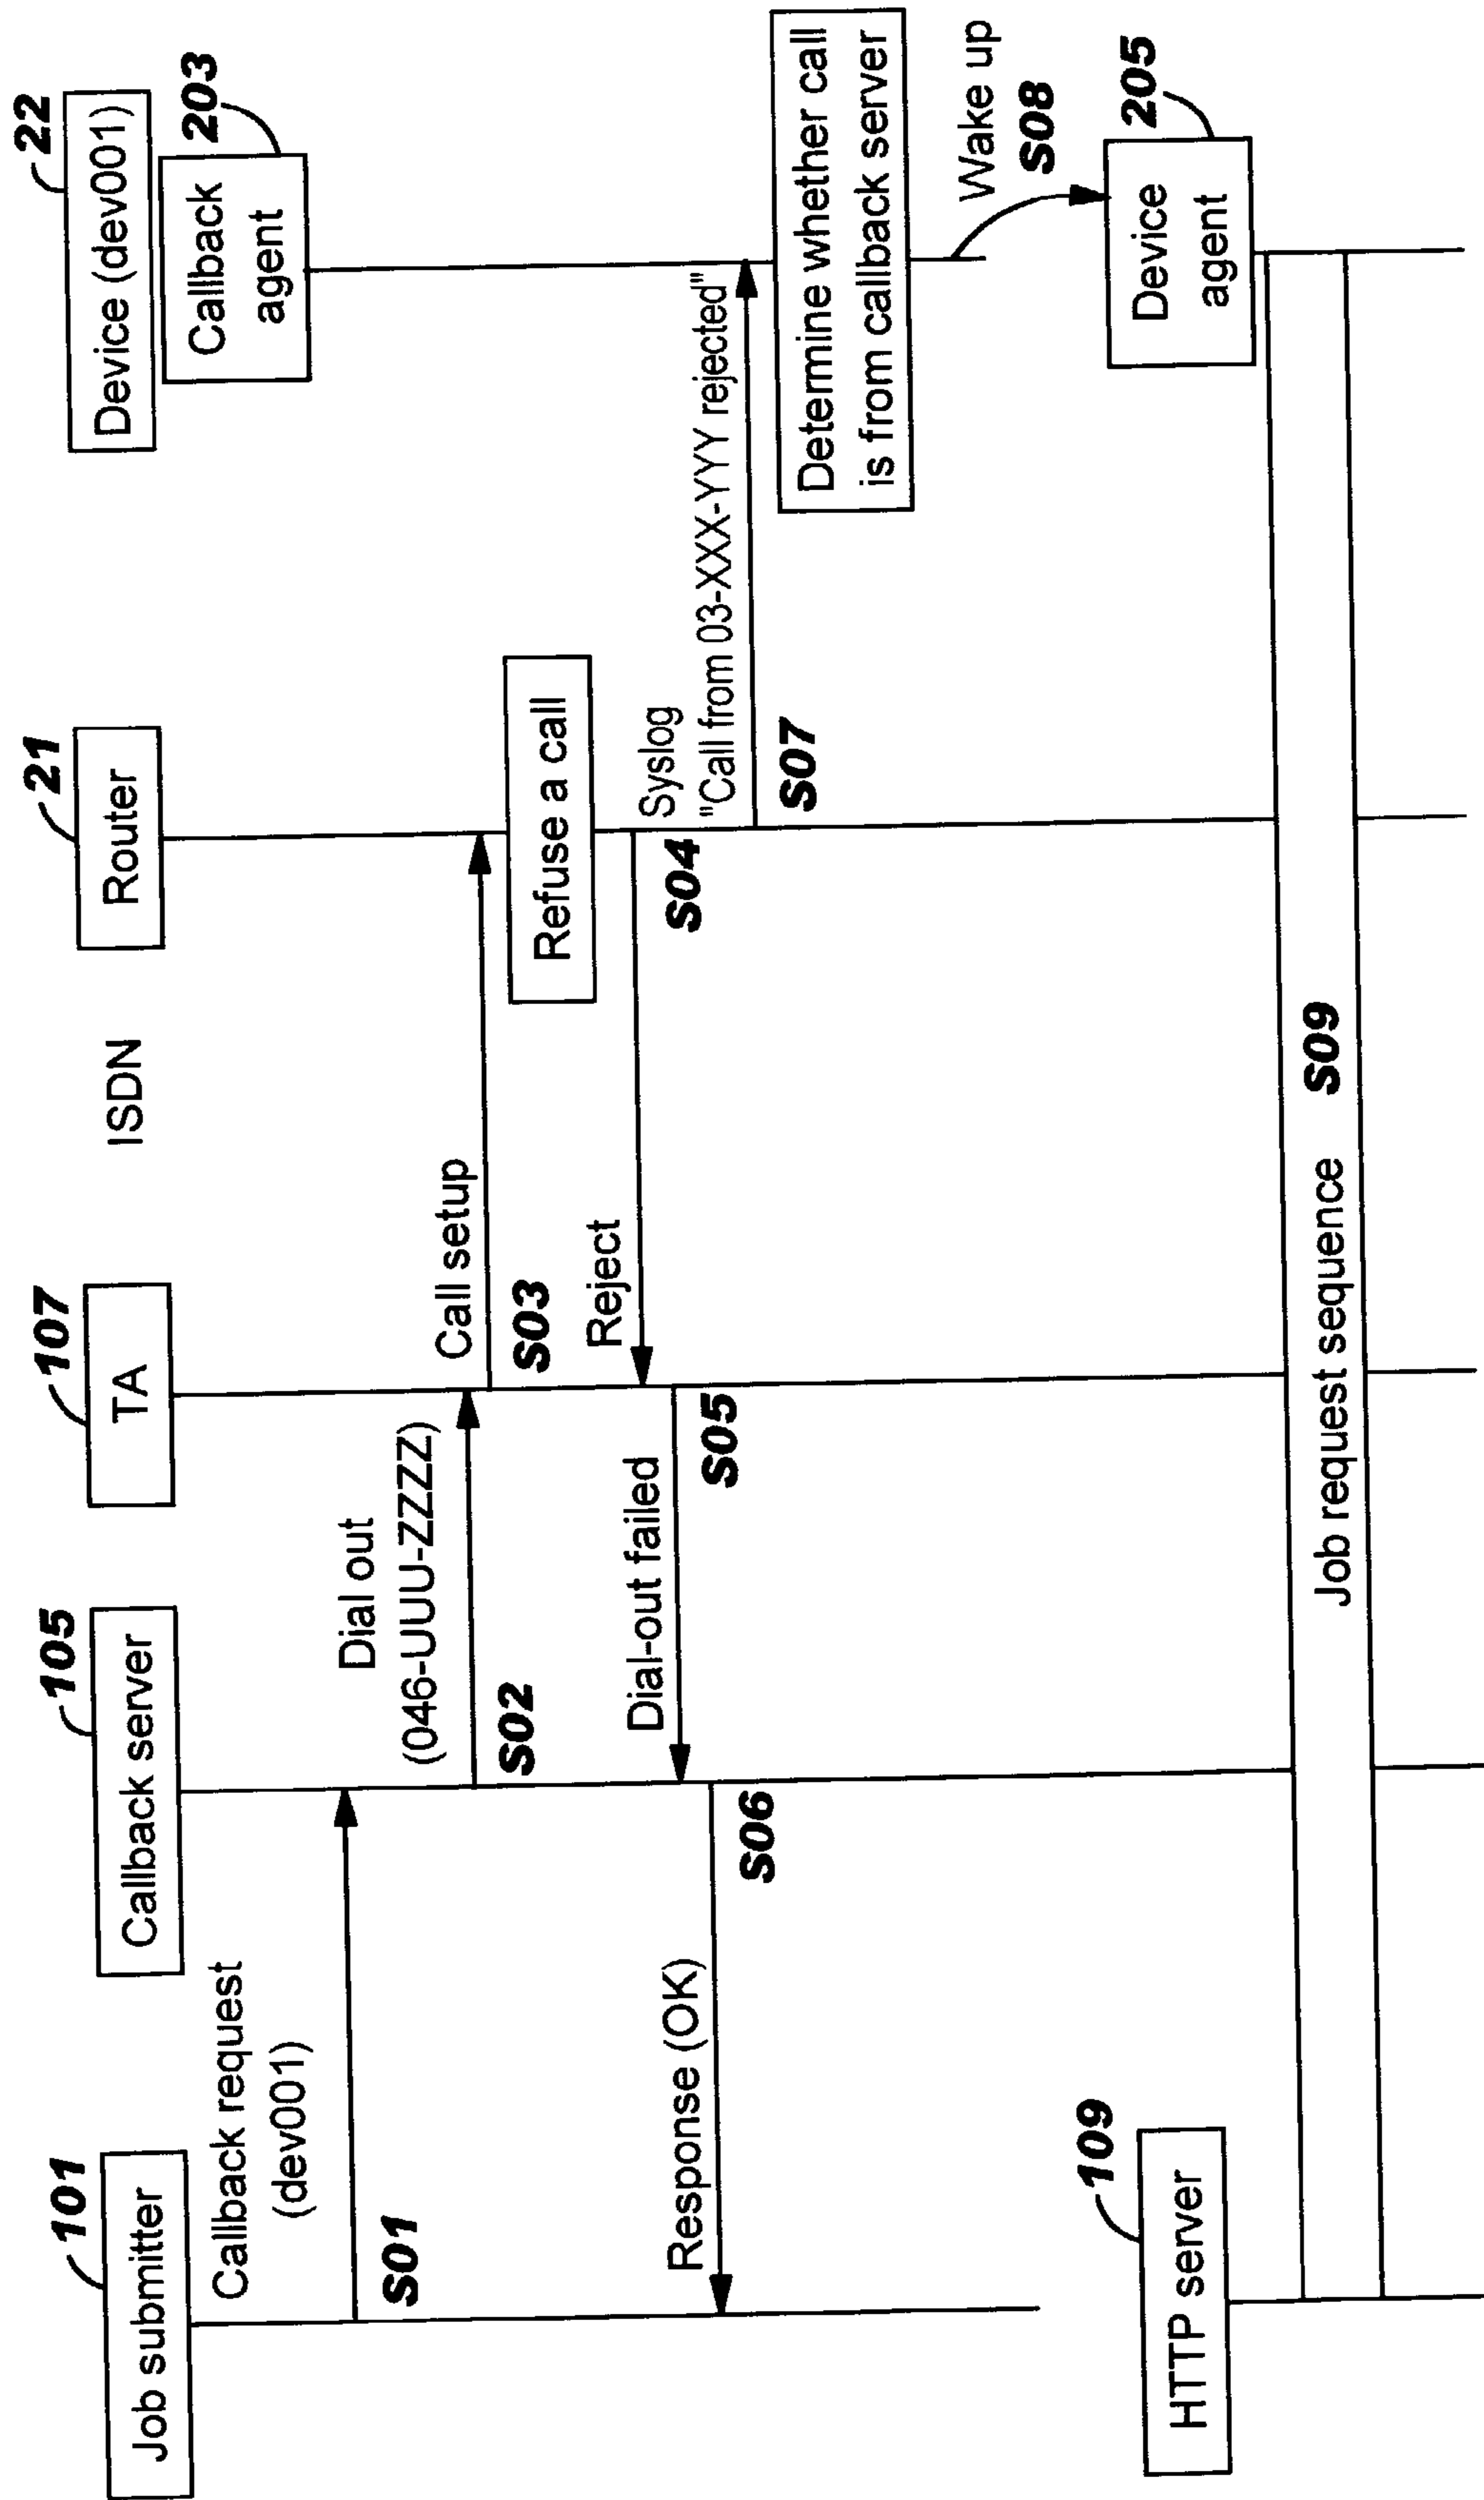 101
Job submitter
105
Callback server
107
TA
ISDN
21
Router
22
Device (dev001)
203
Callback
agent
Callback request
(dev001)
S01
Dial out
(046-UUU-ZZZZ)
S02
Call setup
S03
Refuse a call
Reject
S04
Dial-out failed
S05
Response (OK)
S06
Syslog
"Call from 03-XXX-YYY rejected"
S07
Determine whether call
is from callback server
Wake up
S08
205
Device
agent
109
HTTP server
Job request sequence
S09